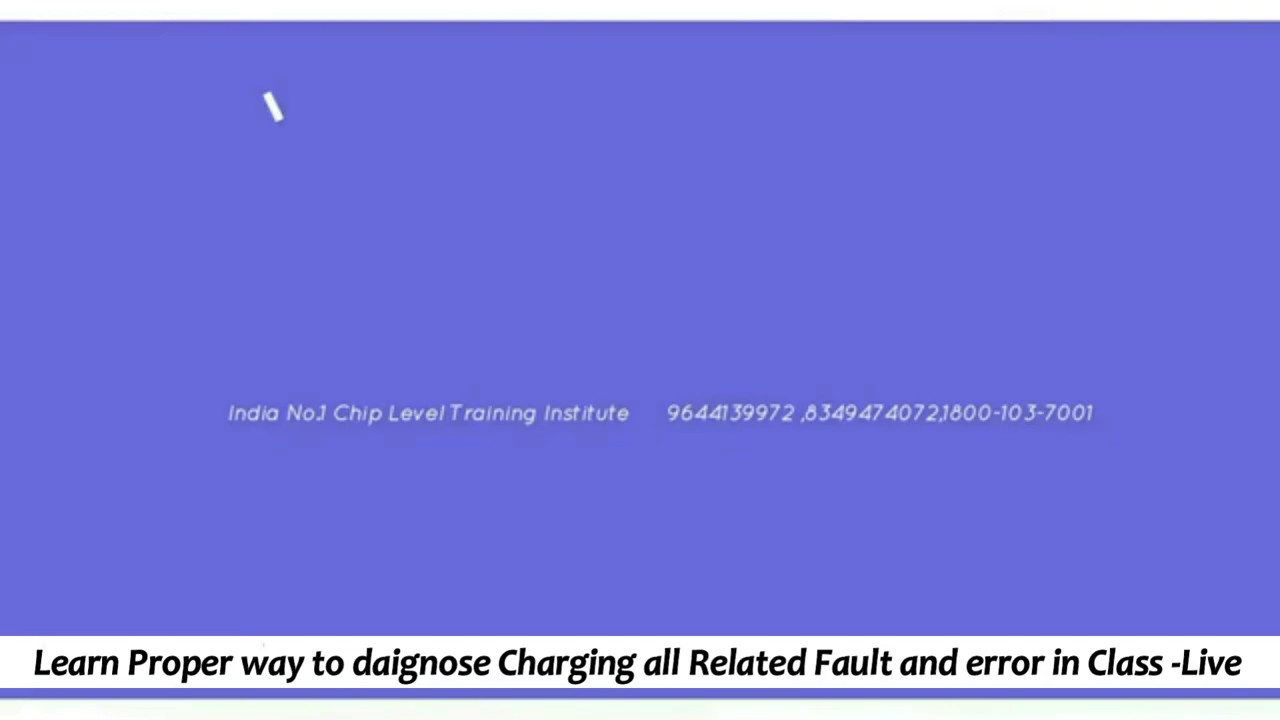 India No.1 Chip Level Training Institute 9644139972 ,8349474072,1800-103-7001
Learn Proper way to daignose Charging all Related Fault and error in Class -Live